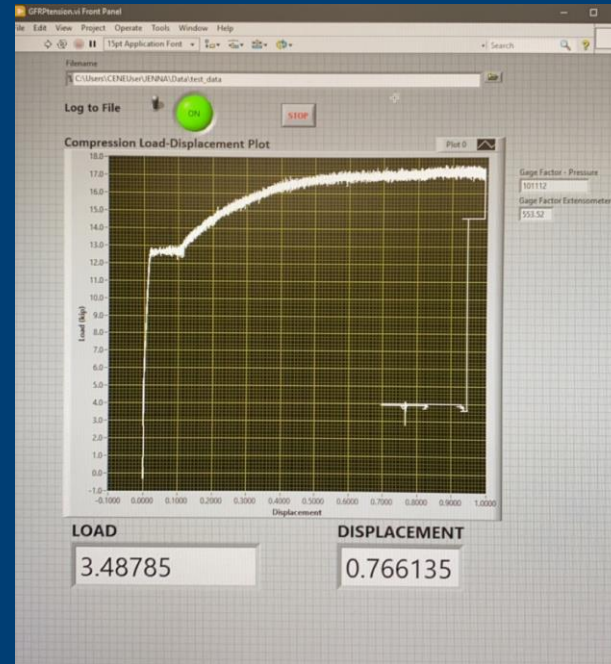 GFRPtension.vi Front Panel
File Edit View Project Operate Tools Window Help
15pt Application Font
Search
Filename
C:\Users\CENEUser\JENNA\Data\test_data
Log to File
ON
STOP
Compression Load-Displacement Plot
Plot 0
18.0
17.0
16.0
15.0
14.0
13.0
12.0
11.0
10.0
9.0
8.0
7.0
6.0
5.0
4.0
3.0
2.0
1.0
0.0
-1.0
Load (kip)
-0.1000 0.0000 0.1000 0.2000 0.3000 0.4000 0.5000 0.6000 0.7000 0.8000 0.9000 1.0000
Displacement
Gage Factor - Pressure
101112
Gage Factor Extensometer
553.52
LOAD
3.48785
DISPLACEMENT
0.766135